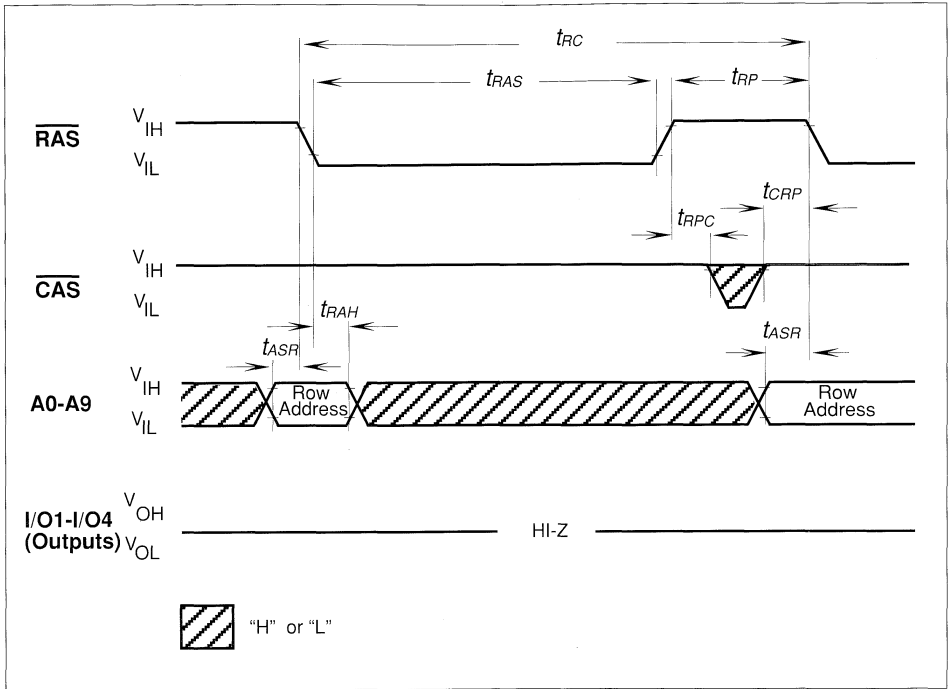 tRC
tRAS
tRP
RAS
VIH
VIL
tCRP
tRPC
CAS
VIH
VIL
tRAH
tASR
tASR
A0-A9
VIH
VIL
Row
Address
Row
Address
I/O1-I/O4
(Outputs)
VOH
VOL
HI-Z
“H” or “L”